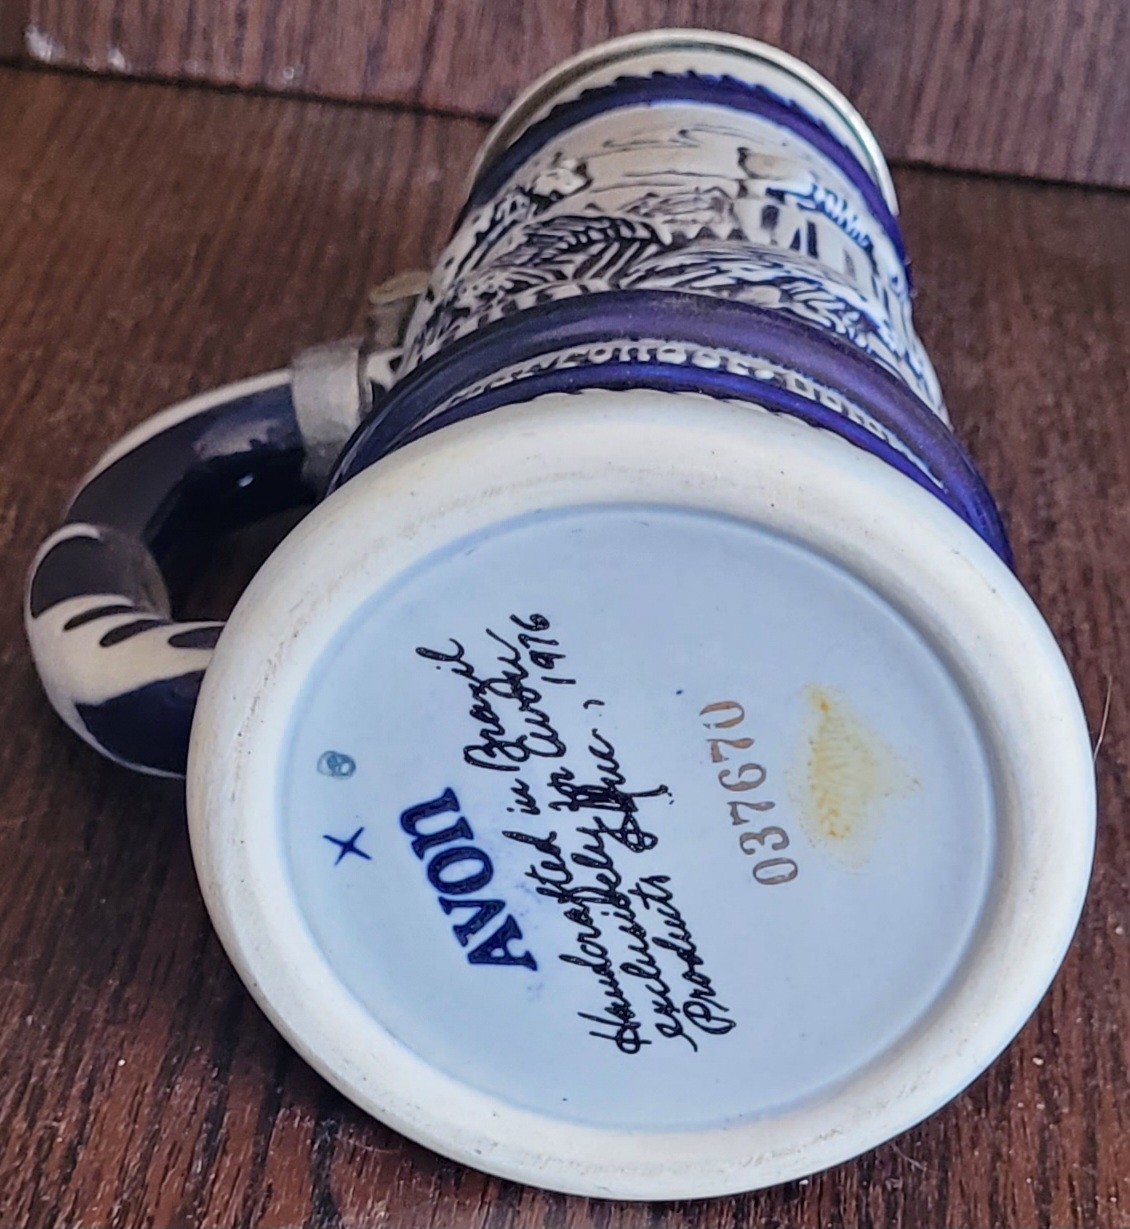 X
AVON
Handcrafted in Brazil
exclusively for Avon
Products Inc., 1976
037670